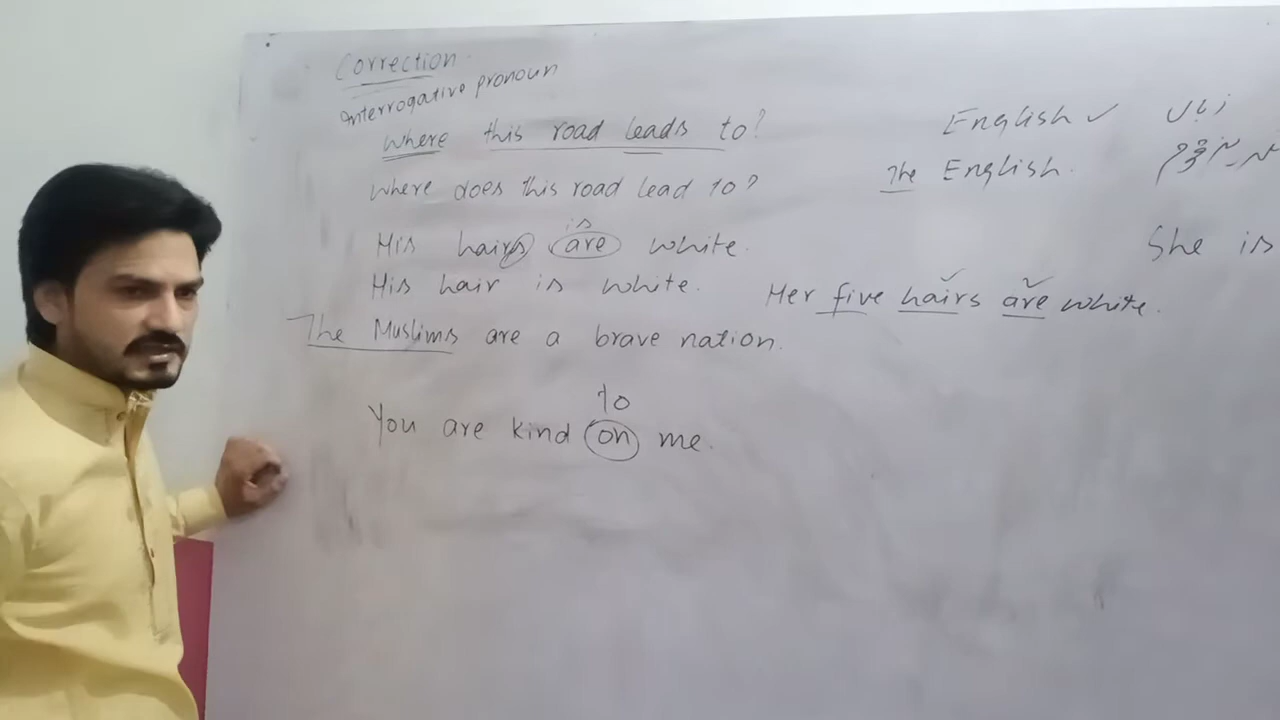 Correction
Interrogative pronoun
Where this road leads to?
Where does this road lead to?
is
His hairs are white.
His hair is white.
The Muslims are a brave nation.
to
You are kind on me.
English ✓ زبان
The English.
She is
Her five hairs are white.